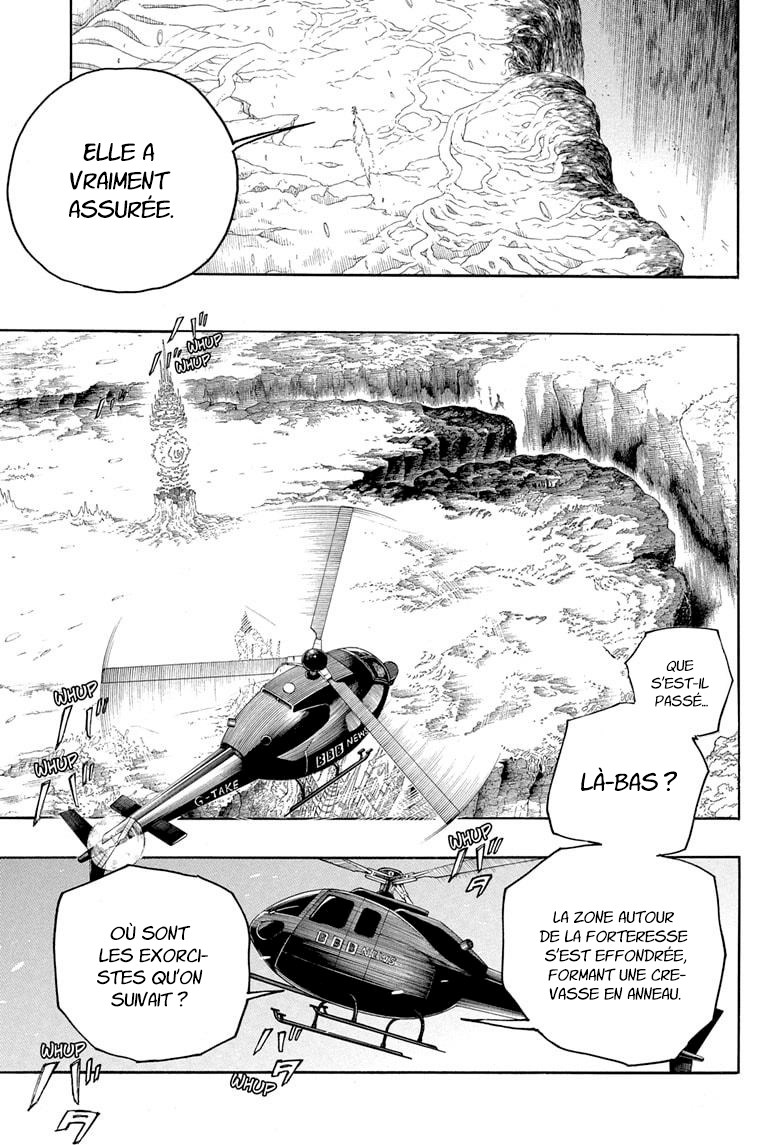 ELLE A
VRAIMENT
ASSURÉE.
WHUP
WHUP
QUE
S'EST-IL
PASSÉ...
LÀ-BAS ?
WHUP
WHUP
BBB NEWS
G-TAKE
WHUP
LA ZONE AUTOUR
DE LA FORTERESSE
S'EST EFFONDRÉE,
FORMANT UNE CRE-
VASSE EN ANNEAU.
BBB NEWS
OÙ SONT
LES EXORCI-
STES QU'ON
SUIVAIT ?
WHUP
WHUP